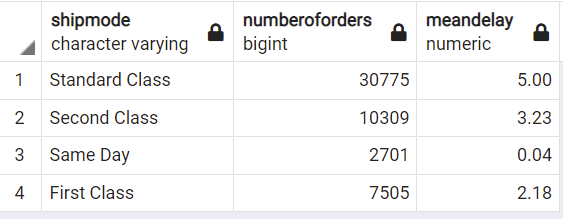 shipmode numberoforders meandelay
character varying bigint numeric
1 Standard Class 30775 5.00
2 Second Class 10309 3.23
3 Same Day 2701 0.04
4 First Class 7505 2.18